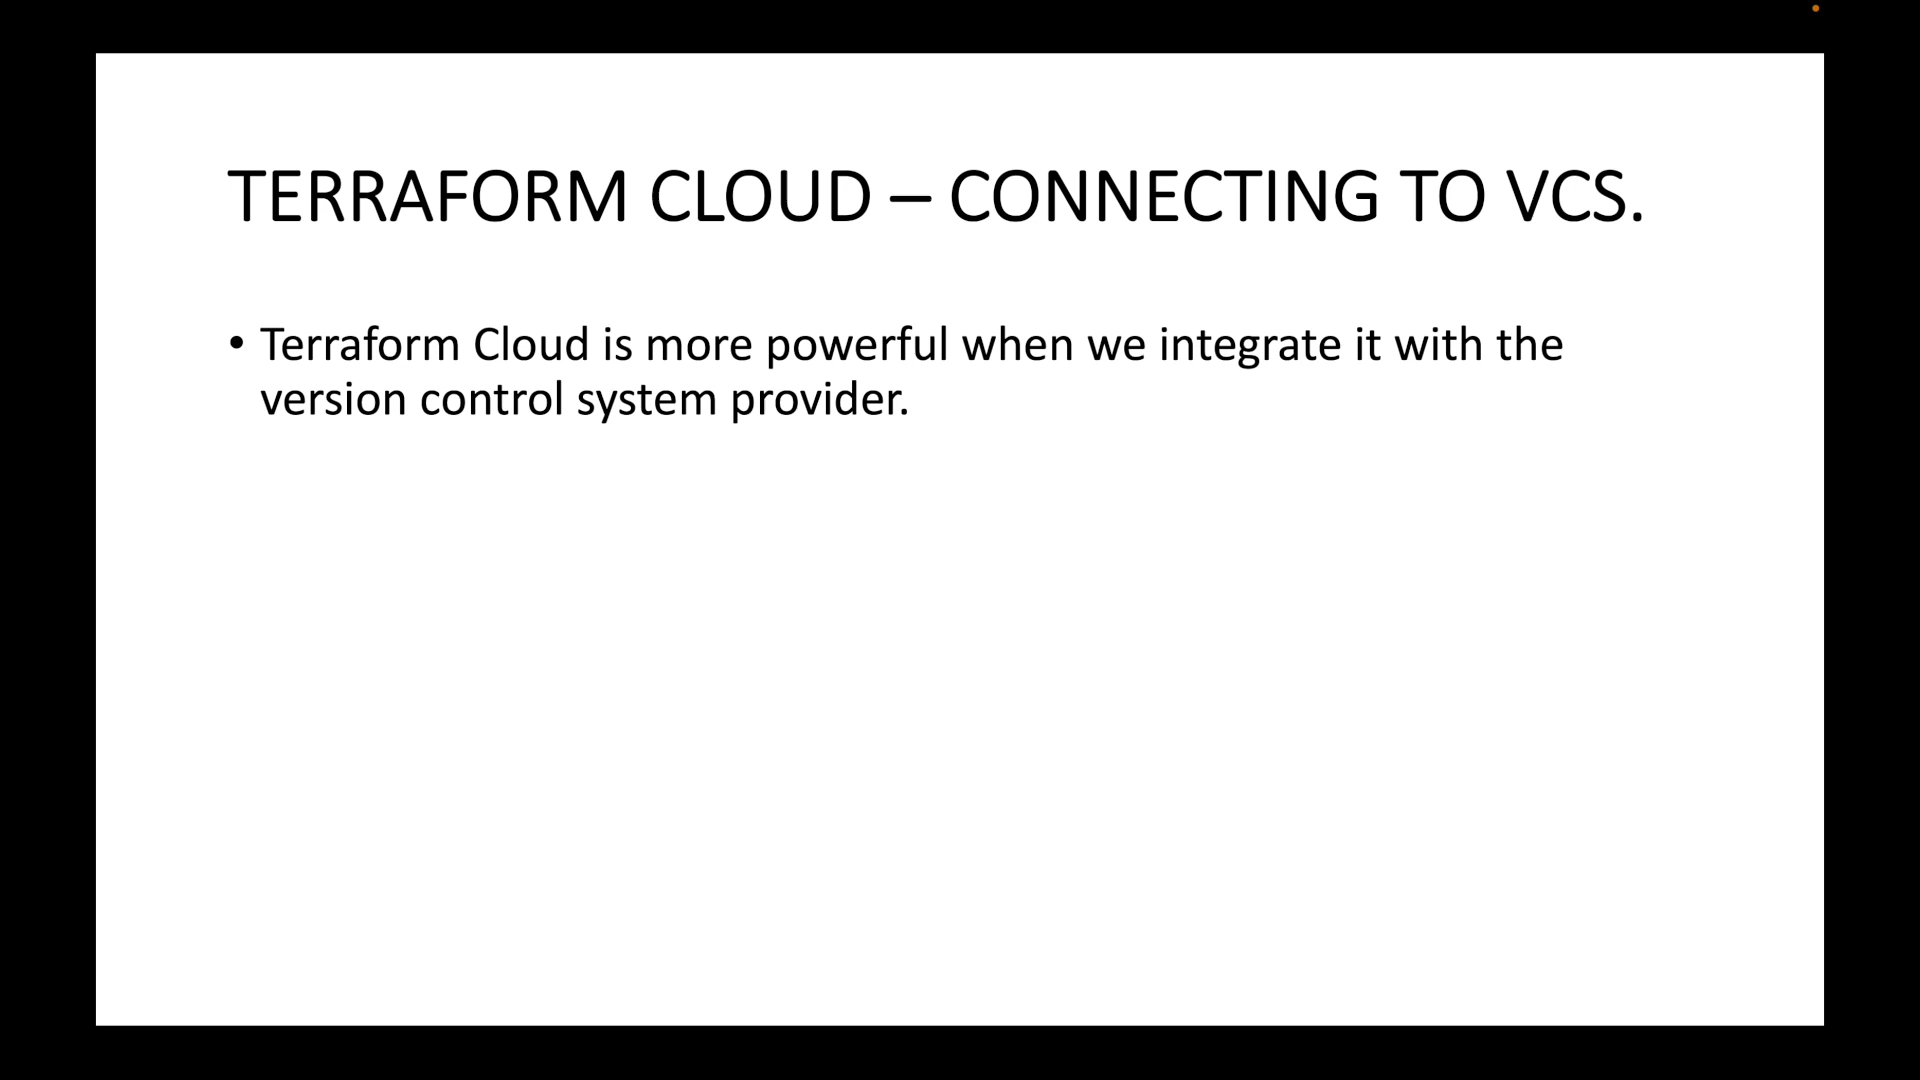 TERRAFORM CLOUD – CONNECTING TO VCS.
• Terraform Cloud is more powerful when we integrate it with the
version control system provider.